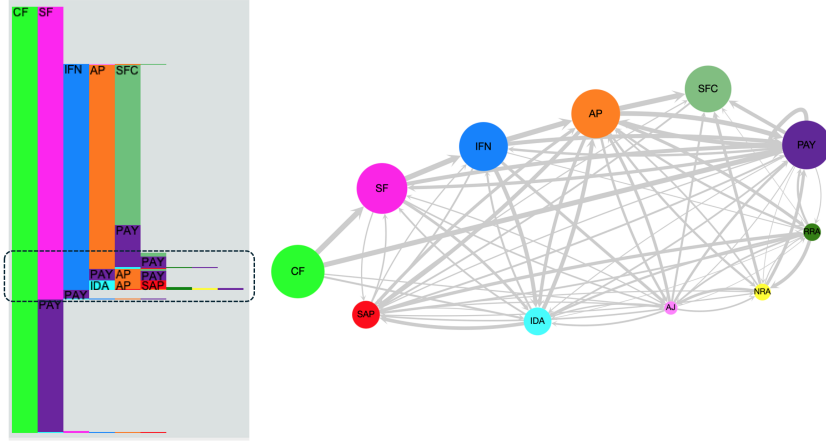 CF SF
IFN AP SFC
PAY
PAY
PAY AP PAY
IDA AP SAP
PAY
PAY
SFC
AP
PAY
IFN
SF
RRA
CF
NRA
AJ
SAP
IDA